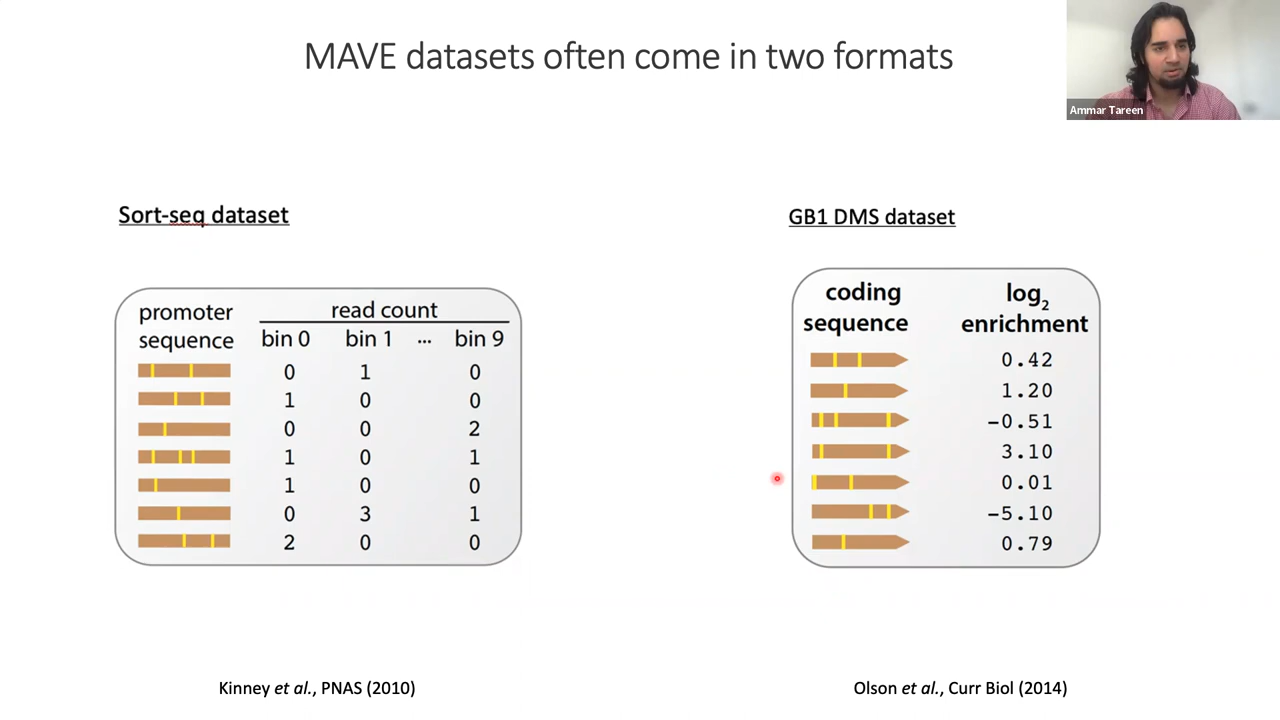 MAVE datasets often come in two formats
Ammar Tareen
Sort-seq dataset
promoter sequence
read count
bin 0 bin 1 ... bin 9
0 1 0
1 0 0
0 0 2
1 0 1
1 0 0
0 3 1
2 0 0
Kinney et al., PNAS (2010)
GB1 DMS dataset
coding sequence
log2 enrichment
0.42
1.20
−0.51
3.10
0.01
−5.10
0.79
Olson et al., Curr Biol (2014)